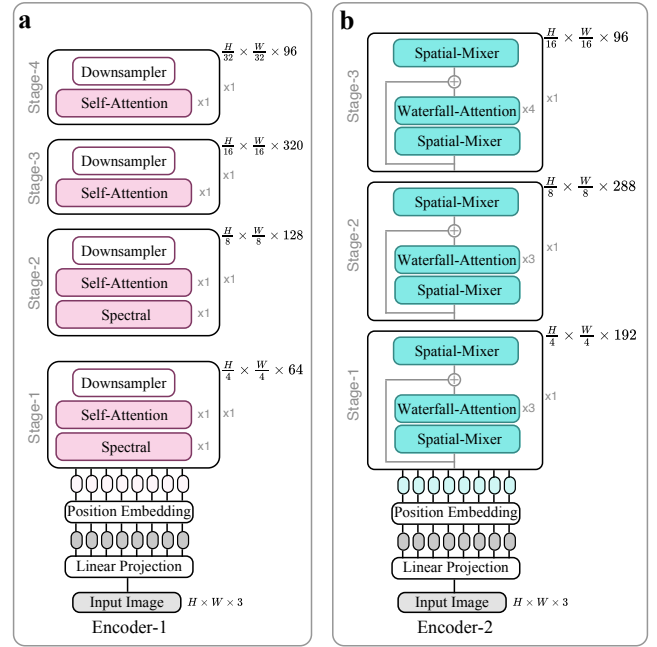 a
Stage-4
H/32 × W/32 × 96
Downsampler
Self-Attention x1
x1
Stage-3
H/16 × W/16 × 320
Downsampler
Self-Attention x1
x1
Stage-2
H/8 × W/8 × 128
Downsampler
Self-Attention x1
x1
Spectral x1
Stage-1
H/4 × W/4 × 64
Downsampler
Self-Attention x1
x1
Spectral x1
Position Embedding
Linear Projection
Input Image H × W × 3
Encoder-1
b
Stage-3
H/16 × W/16 × 96
Spatial-Mixer
+
Waterfall-Attention x4
x1
Spatial-Mixer
Stage-2
H/8 × W/8 × 288
Spatial-Mixer
+
Waterfall-Attention x3
x1
Spatial-Mixer
Stage-1
H/4 × W/4 × 192
Spatial-Mixer
+
Waterfall-Attention x3
x1
Spatial-Mixer
Position Embedding
Linear Projection
Input Image H × W × 3
Encoder-2